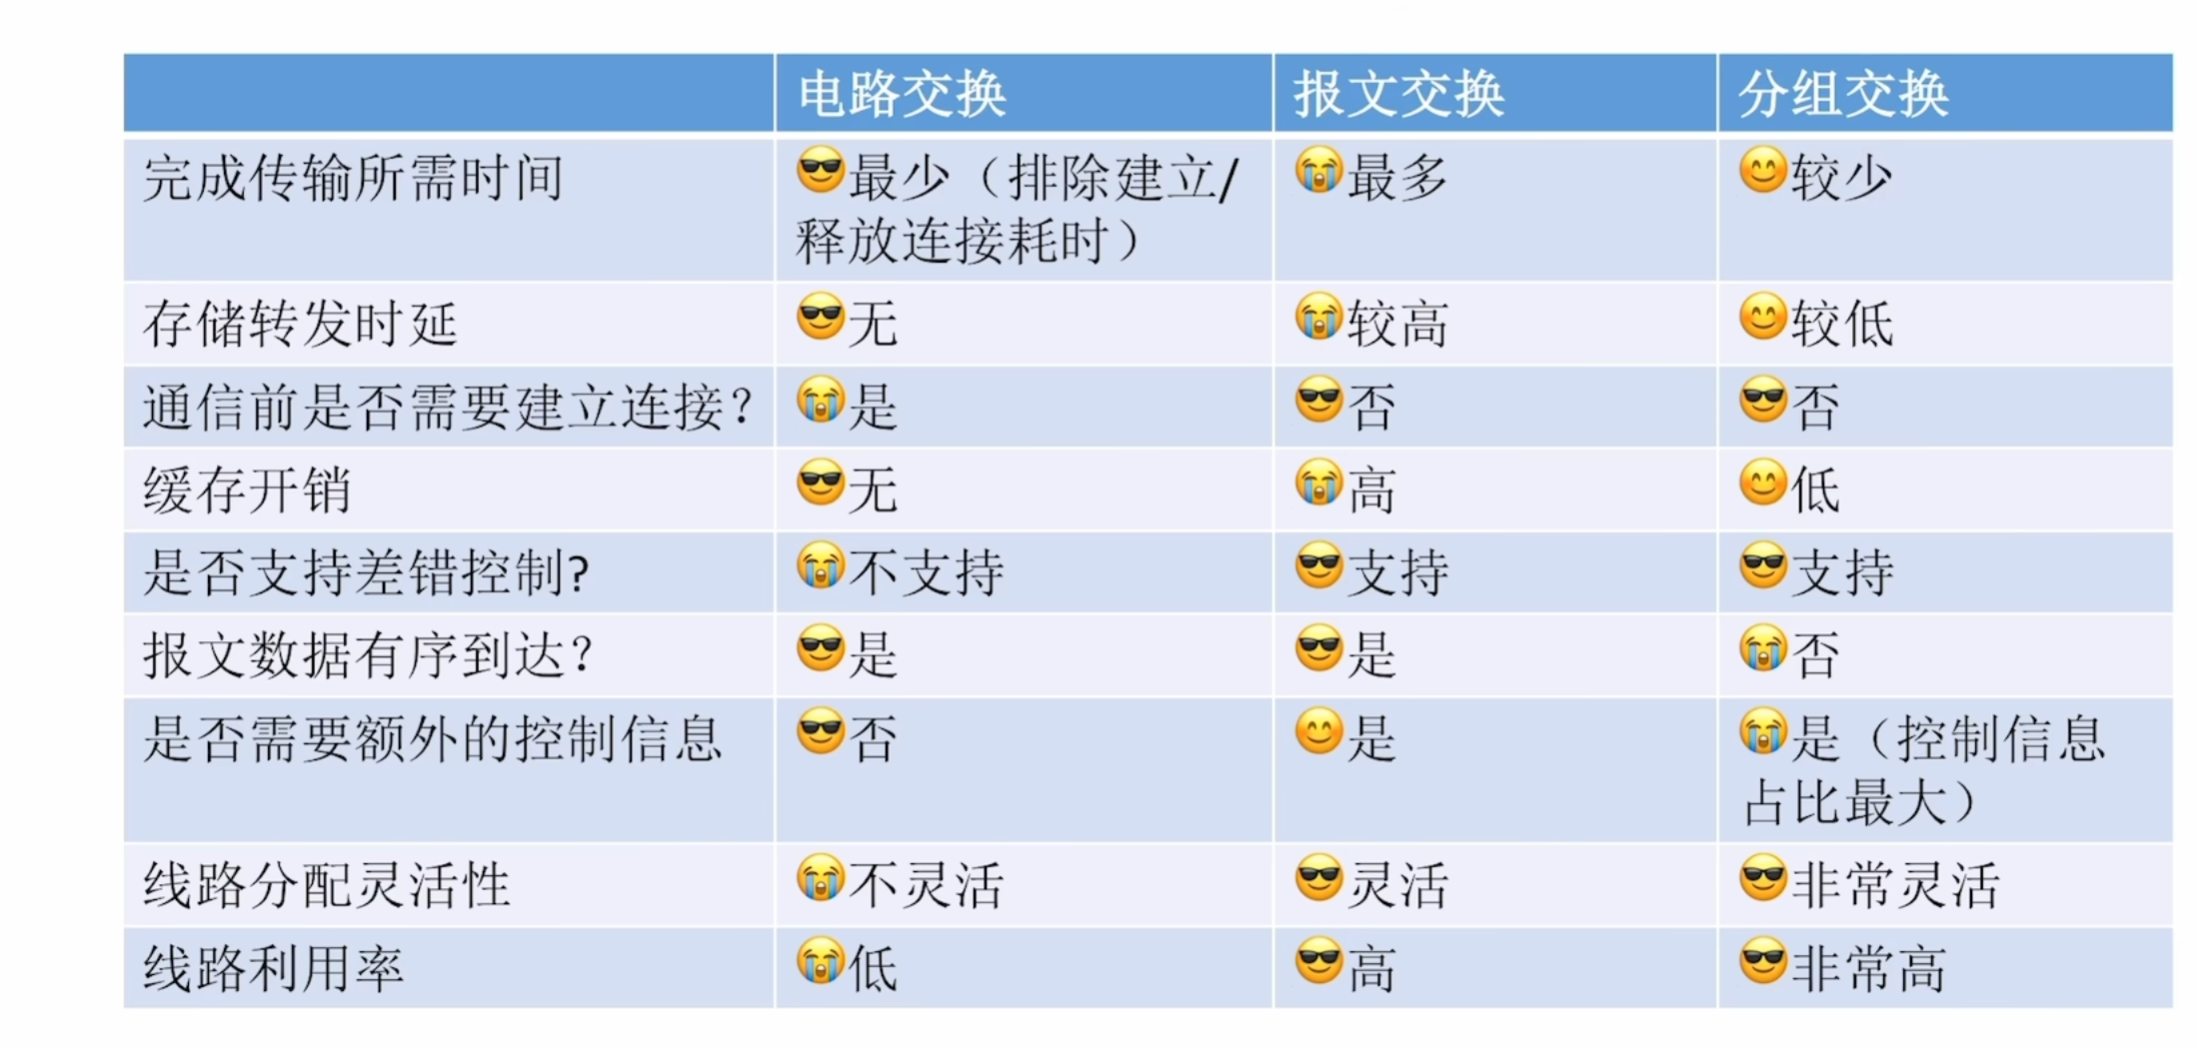 电路交换 报文交换 分组交换
完成传输所需时间 😎最少（排除建立/ 😭最多 😊较少
释放连接耗时）
存储转发时延 😎无 😭较高 😊较低
通信前是否需要建立连接？ 😭是 😎否 😎否
缓存开销 😎无 😭高 😊低
是否支持差错控制? 😭不支持 😎支持 😎支持
报文数据有序到达？ 😎是 😎是 😭否
是否需要额外的控制信息 😎否 😊是 😭是（控制信息
占比最大）
线路分配灵活性 😭不灵活 😎灵活 😎非常灵活
线路利用率 😭低 😎高 😎非常高